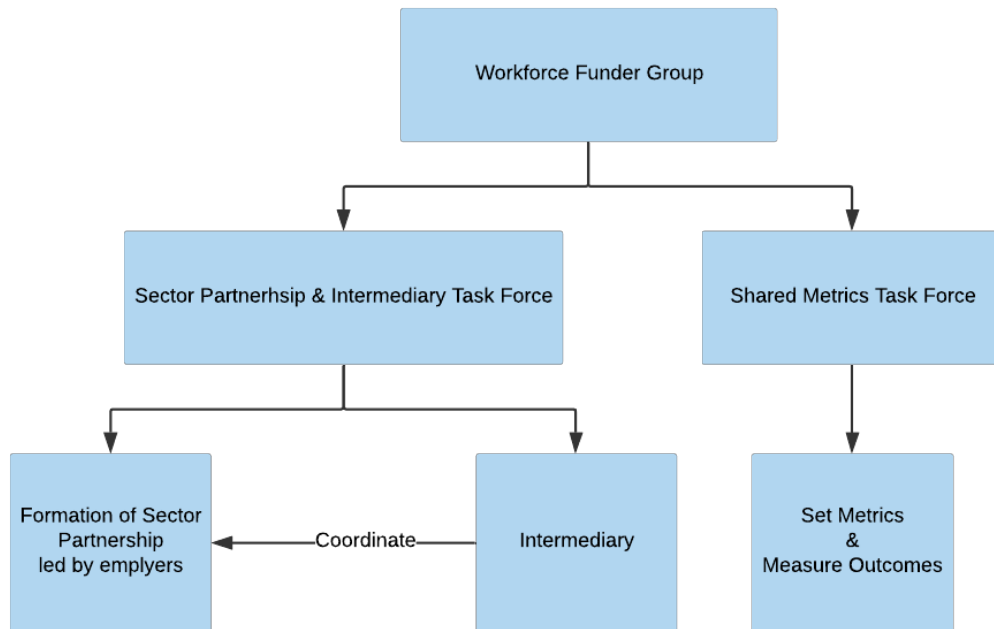 Workforce Funder Group
Sector Partnerhsip & Intermediary Task Force
Shared Metrics Task Force
Formation of Sector
Partnership
led by emplyers
Coordinate
Intermediary
Set Metrics
&
Measure Outcomes